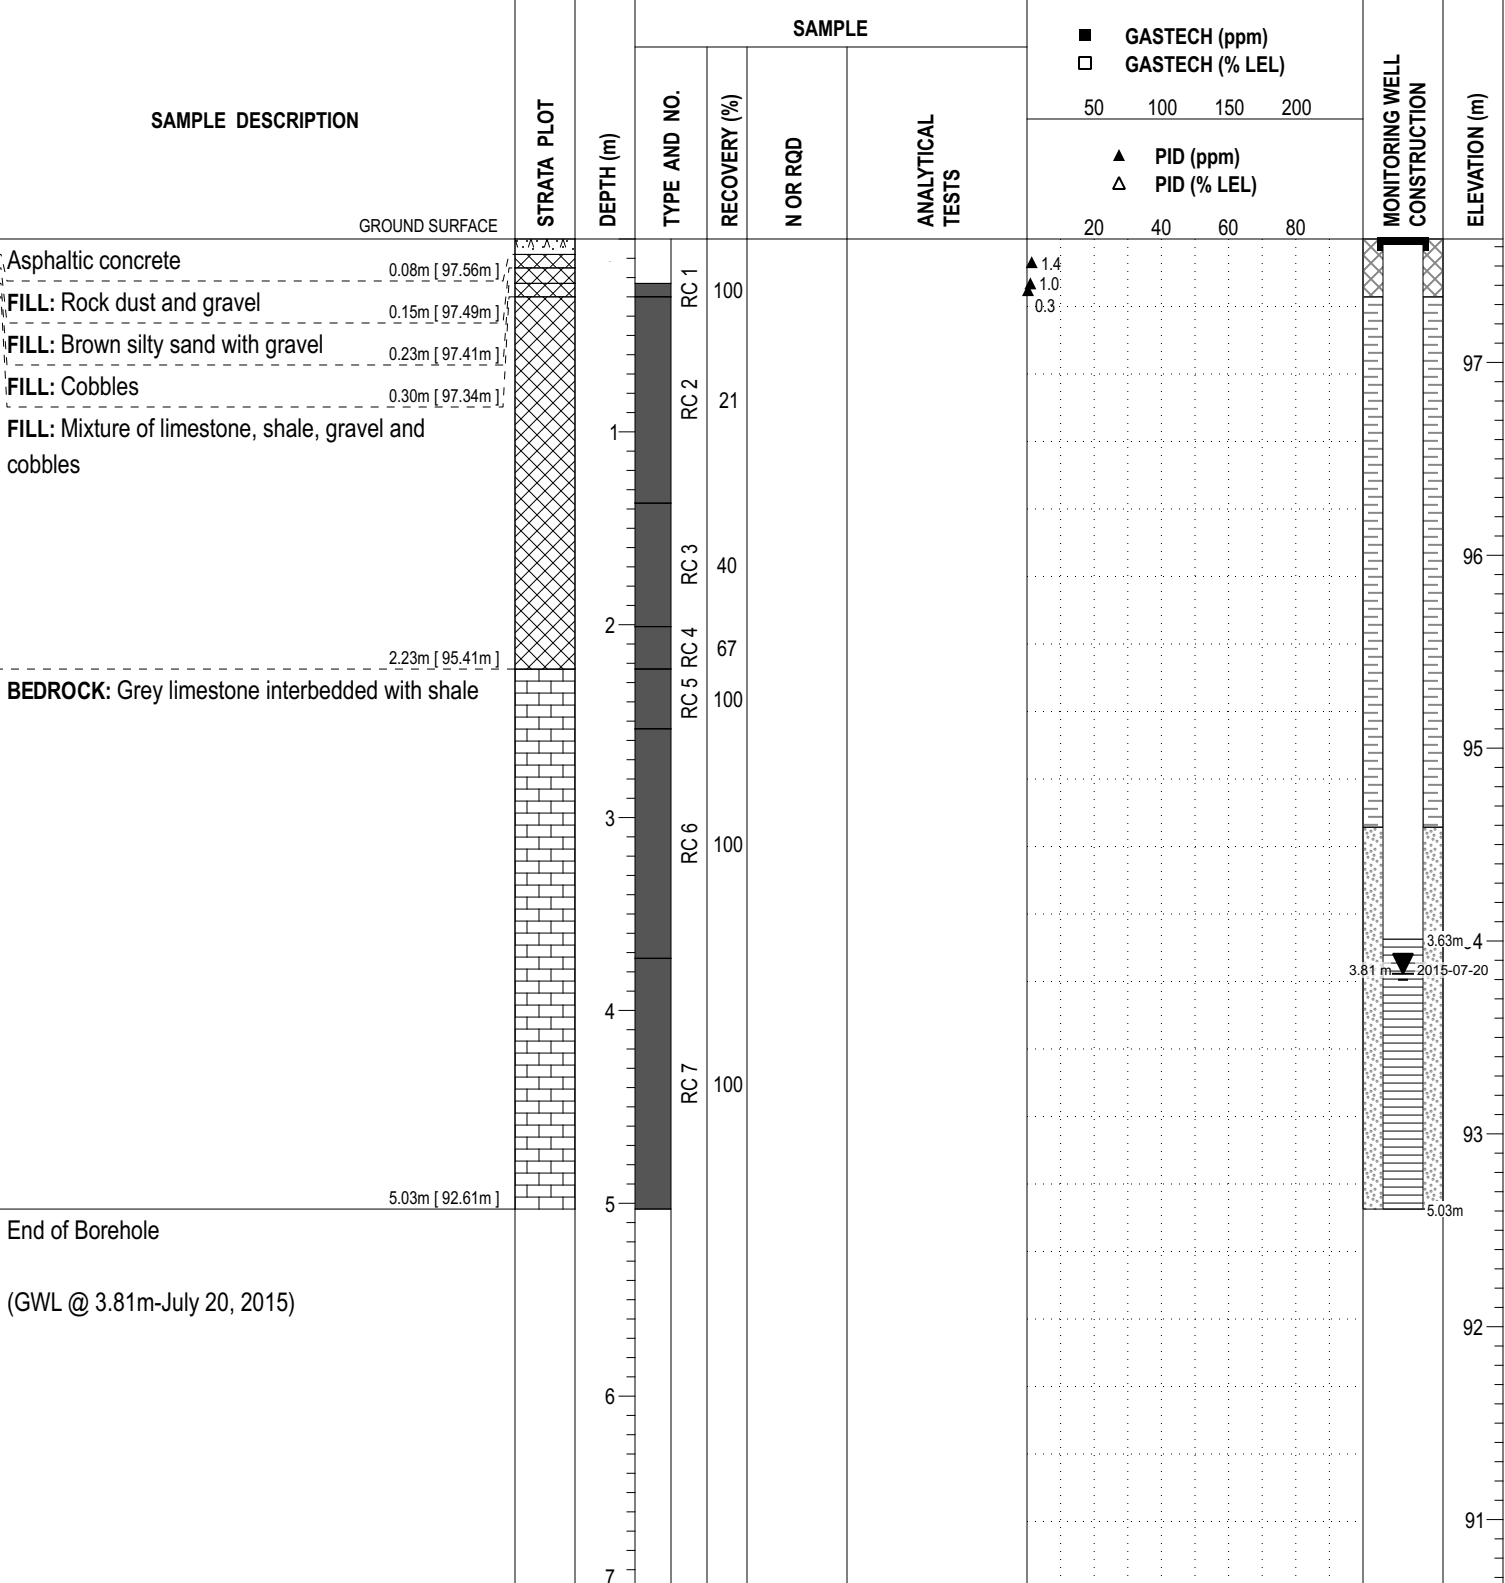 SAMPLE DESCRIPTION
GROUND SURFACE
STRATA PLOT
DEPTH (m)
SAMPLE
TYPE AND NO.
RECOVERY (%)
N OR RQD
ANALYTICAL
TESTS
■ GASTECH (ppm)
□ GASTECH (% LEL)
50 100 150 200
▲ PID (ppm)
△ PID (% LEL)
20 40 60 80
MONITORING WELL
CONSTRUCTION
ELEVATION (m)
Asphaltic concrete
0.08m [ 97.56m ]
FILL: Rock dust and gravel
0.15m [ 97.49m ]
FILL: Brown silty sand with gravel
0.23m [ 97.41m ]
FILL: Cobbles
0.30m [ 97.34m ]
FILL: Mixture of limestone, shale, gravel and
cobbles
2.23m [ 95.41m ]
BEDROCK: Grey limestone interbedded with shale
5.03m [ 92.61m ]
End of Borehole
(GWL @ 3.81m-July 20, 2015)
1
2
3
4
5
6
7
RC 1 100
RC 2 21
RC 3 40
RC 4 67
RC 5 100
RC 6 100
RC 7 100
1.4
1.0
0.3
3.63m
3.81 m 2015-07-20
5.03m
97
96
95
4
93
92
91